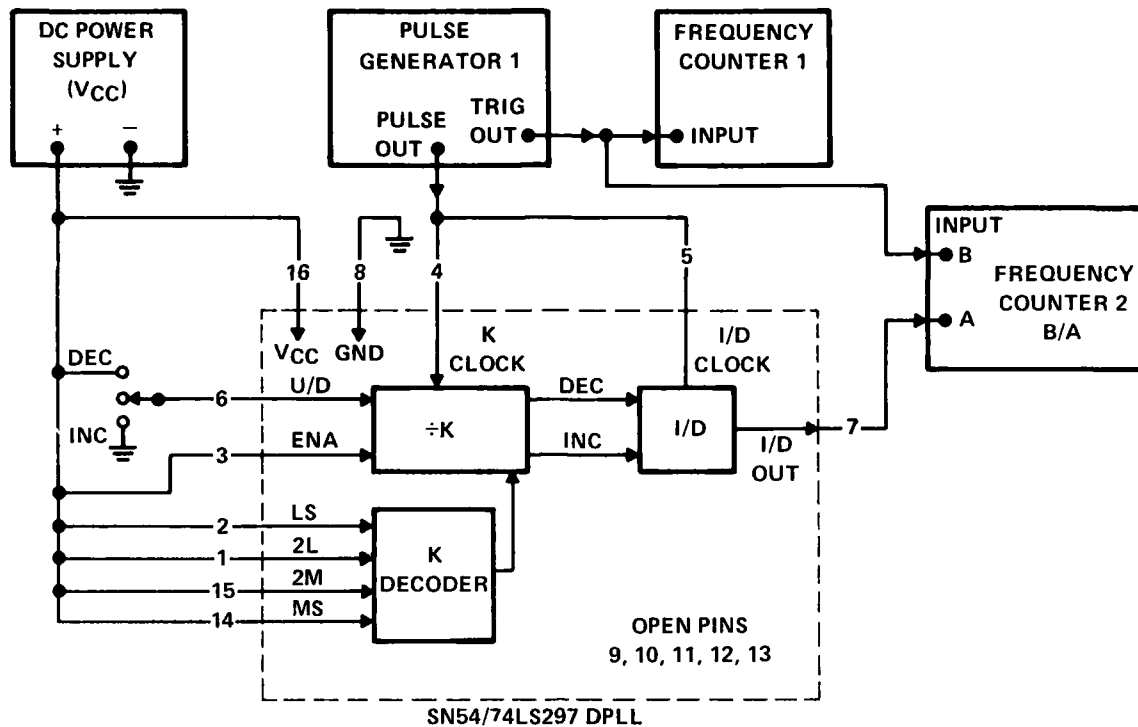 DC POWER
SUPPLY
(VCC)
+ −
PULSE
GENERATOR 1
PULSE
OUT
TRIG
OUT
FREQUENCY
COUNTER 1
INPUT
INPUT
B
A
FREQUENCY
COUNTER 2
B/A
16
8
4
5
VCC
GND
K
CLOCK
I/D
CLOCK
DEC
INC
6
U/D
3
ENA
÷K
DEC
INC
I/D
I/D
OUT
7
2
LS
1
2L
15
2M
14
MS
K
DECODER
OPEN PINS
9, 10, 11, 12, 13
SN54/74LS297 DPLL